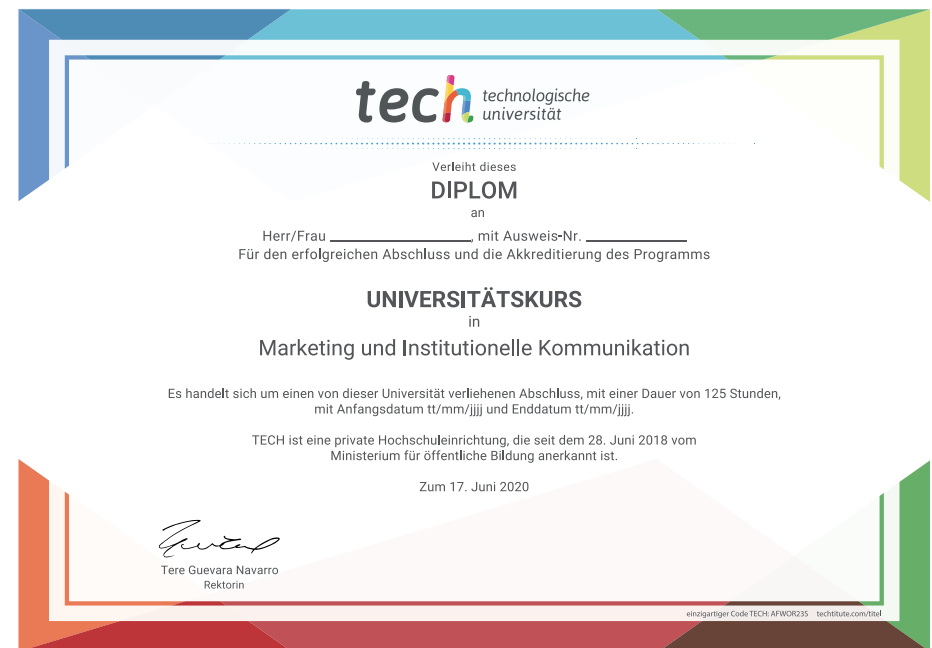 tech technologische
universität
Verleiht dieses
DIPLOM
an
Herr/Frau ____________________, mit Ausweis-Nr. ______________
Für den erfolgreichen Abschluss und die Akkreditierung des Programms
UNIVERSITÄTSKURS
in
Marketing und Institutionelle Kommunikation
Es handelt sich um einen von dieser Universität verliehenen Abschluss, mit einer Dauer von 125 Stunden,
mit Anfangsdatum tt/mm/jjjj und Enddatum tt/mm/jjjj.
TECH ist eine private Hochschuleinrichtung, die seit dem 28. Juni 2018 vom
Ministerium für öffentliche Bildung anerkannt ist.
Zum 17. Juni 2020
Tere Guevara Navarro
Rektorin
einzigartiger Code TECH: AFWOR23S techtitute.com/titel